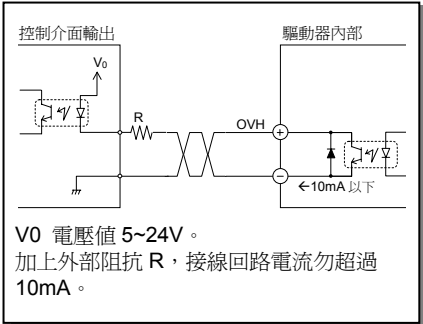 控制介面輸出
驅動器內部
V0
R
OVH
+
−
←10mA 以下
V0 電壓值 5~24V。
加上外部阻抗 R，接線回路電流勿超過
10mA。